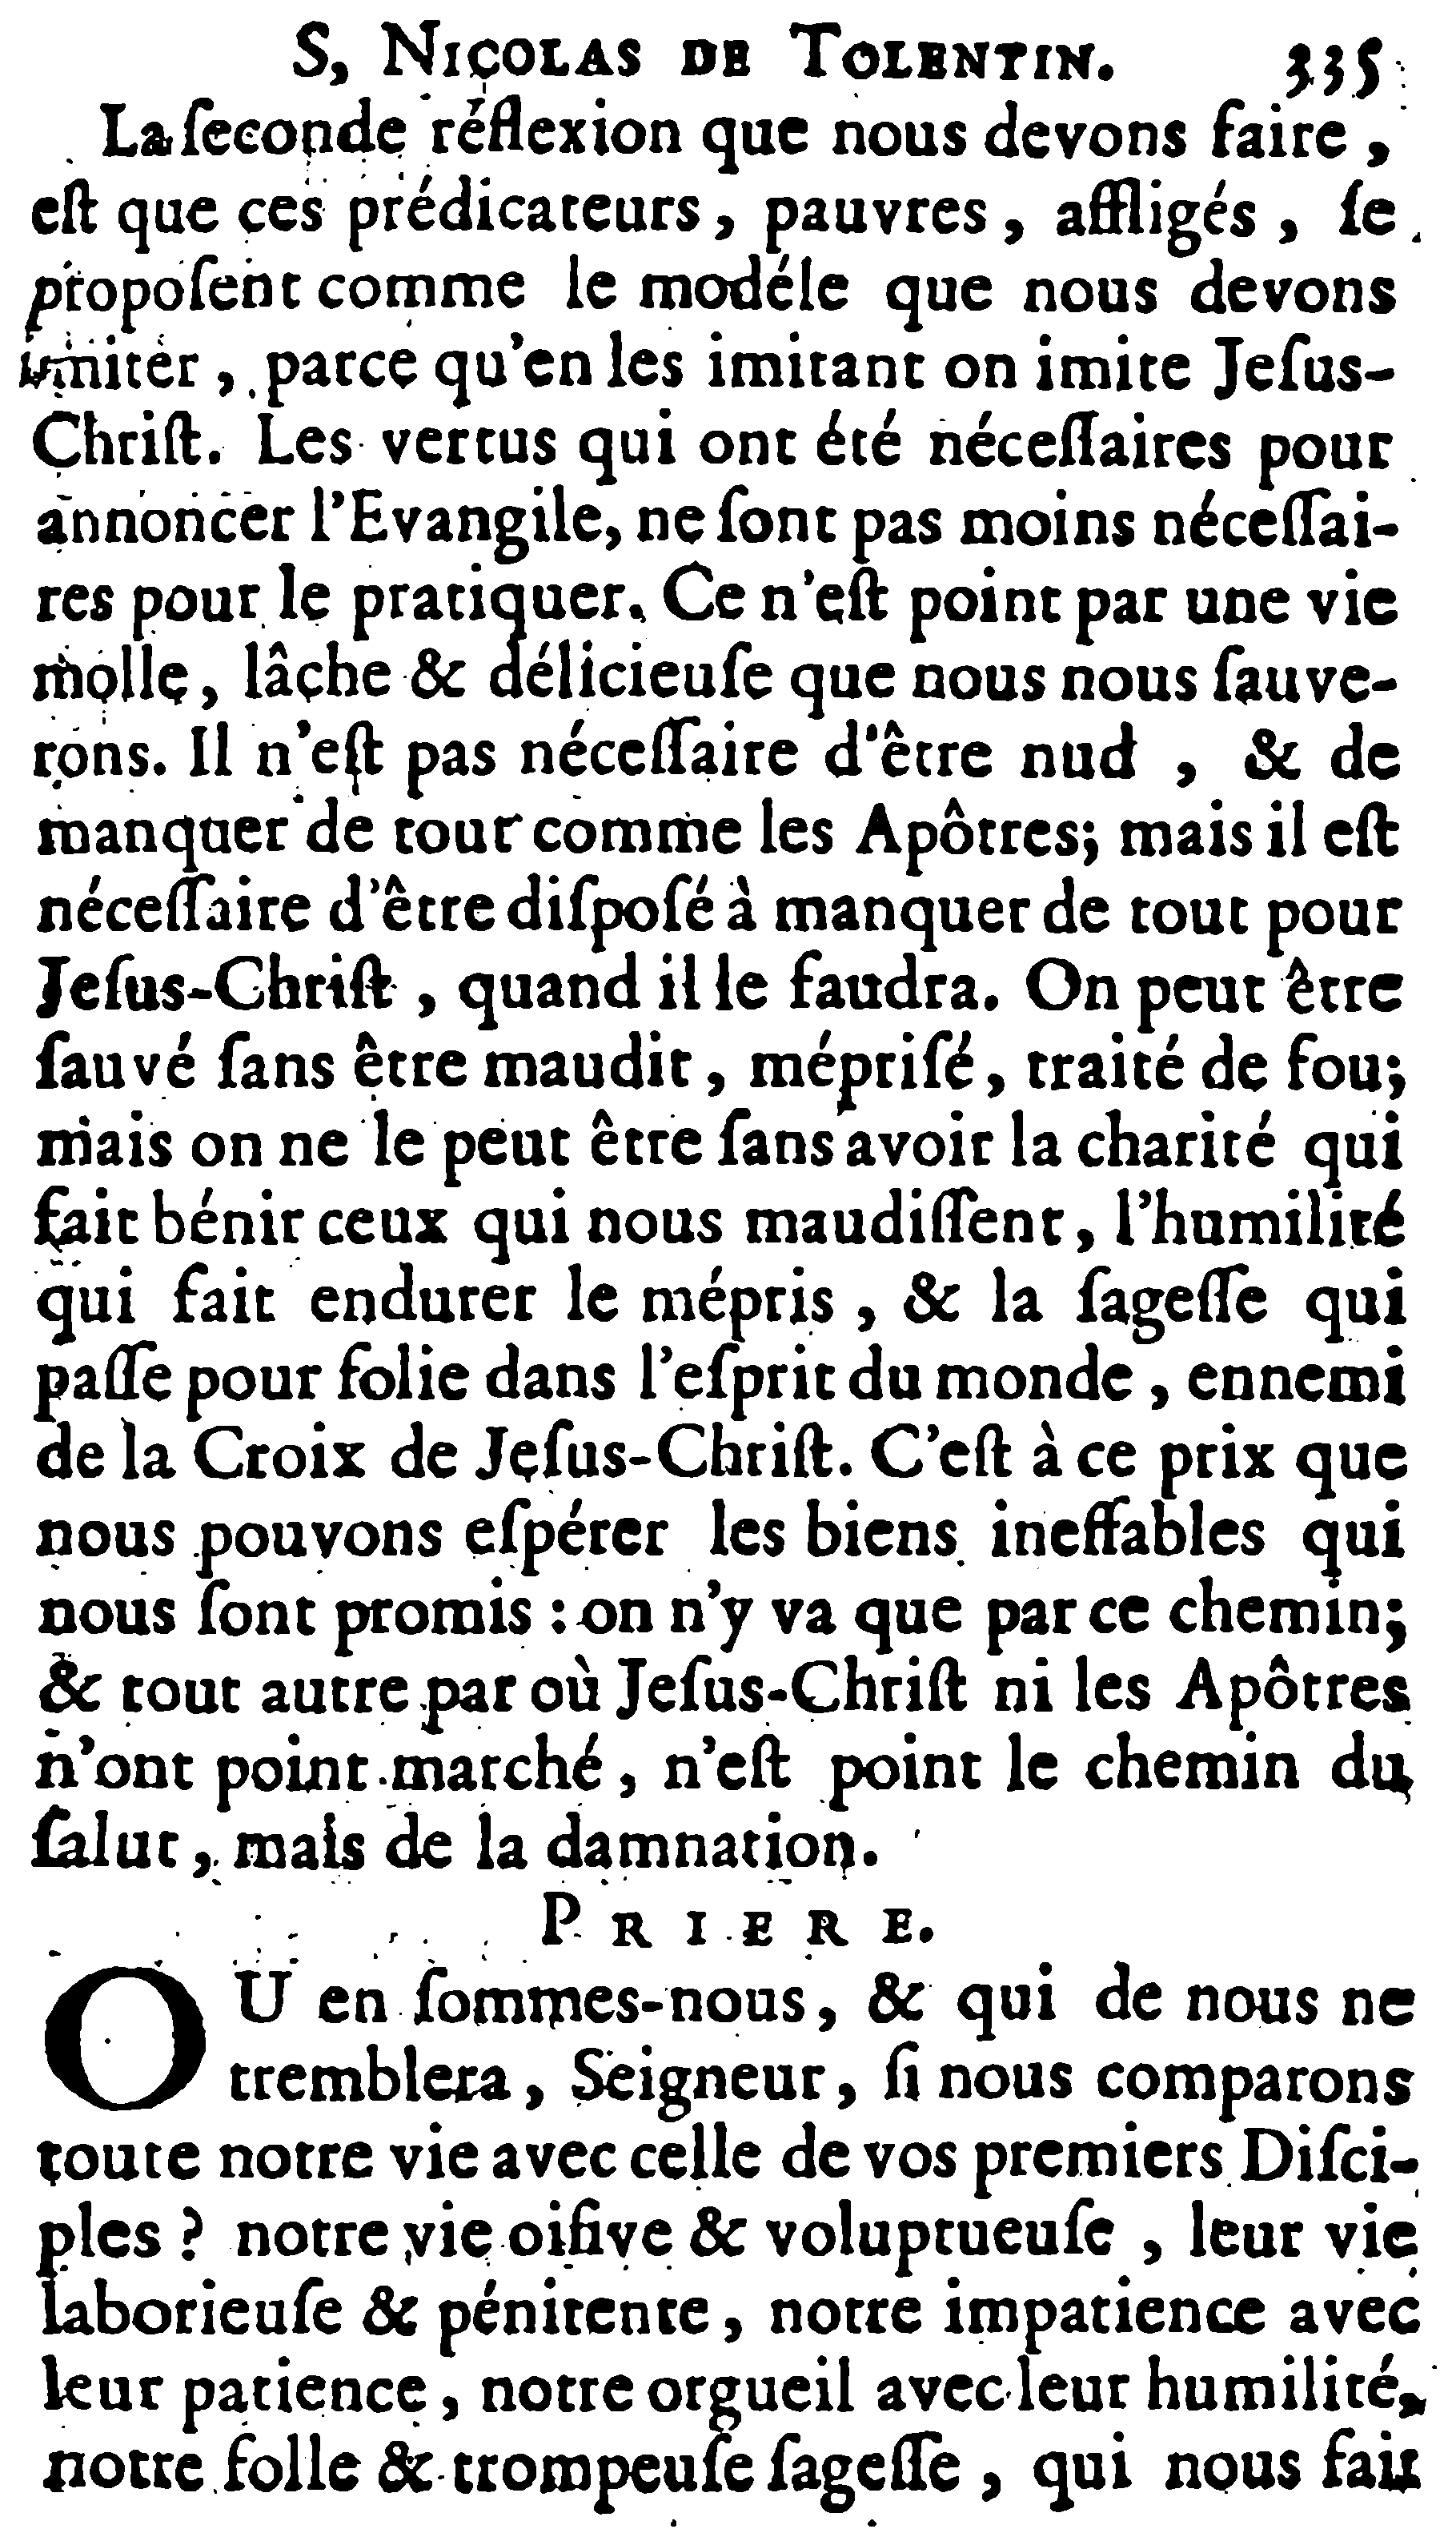 S, NICOLAS DE TOLENTIN. 335
La ſeconde réflexion que nous devons faire,
eſt que ces prédicateurs, pauvres, affligés, ſe
propoſent comme le modéle que nous devons
imiter, parce qu'en les imitant on imite Jeſus-
Chriſt. Les vertus qui ont été néceſſaires pour
annoncer l'Evangile, ne ſont pas moins néceſſai-
res pour le pratiquer. Ce n'eſt point par une vie
molle, lâche & délicieuſe que nous nous ſauve-
rons. Il n'eſt pas néceſſaire d'être nud, & de
manquer de tout comme les Apôtres; mais il eſt
néceſſaire d'être diſpoſé à manquer de tout pour
Jeſus-Chriſt, quand il le faudra. On peut être
ſauvé ſans être maudit, mépriſé, traité de fou;
mais on ne le peut être ſans avoir la charité qui
fait bénir ceux qui nous maudiſſent, l'humilité
qui fait endurer le mépris, & la ſageſſe qui
paſſe pour folie dans l'eſprit du monde, ennemi
de la Croix de Jeſus-Chriſt. C'eſt à ce prix que
nous pouvons eſpérer les biens ineffables qui
nous ſont promis : on n'y va que par ce chemin;
& tout autre par où Jeſus-Chriſt ni les Apôtres
n'ont point marché, n'eſt point le chemin du
ſalut, mais de la damnation.
PRIERE.
OU en ſommes-nous, & qui de nous ne
tremblera, Seigneur, ſi nous comparons
toute notre vie avec celle de vos premiers Diſci-
ples ? notre vie oiſive & voluptueuſe, leur vie
laborieuſe & pénitente, notre impatience avec
leur patience, notre orgueil avec leur humilité,
notre folle & trompeuſe ſageſſe, qui nous fait